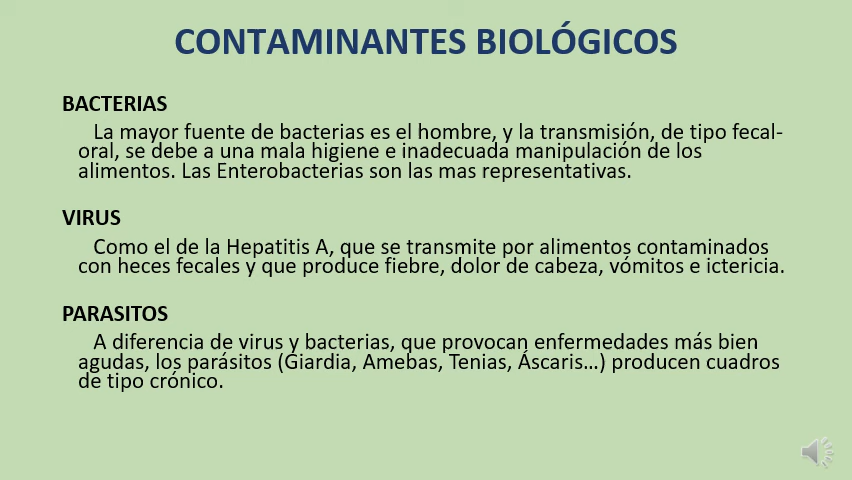 CONTAMINANTES BIOLÓGICOS
BACTERIAS
La mayor fuente de bacterias es el hombre, y la transmisión, de tipo fecal-
oral, se debe a una mala higiene e inadecuada manipulación de los
alimentos. Las Enterobacterias son las mas representativas.
VIRUS
Como el de la Hepatitis A, que se transmite por alimentos contaminados
con heces fecales y que produce fiebre, dolor de cabeza, vómitos e ictericia.
PARASITOS
A diferencia de virus y bacterias, que provocan enfermedades más bien
agudas, los parásitos (Giardia, Amebas, Tenias, Áscaris...) producen cuadros
de tipo crónico.